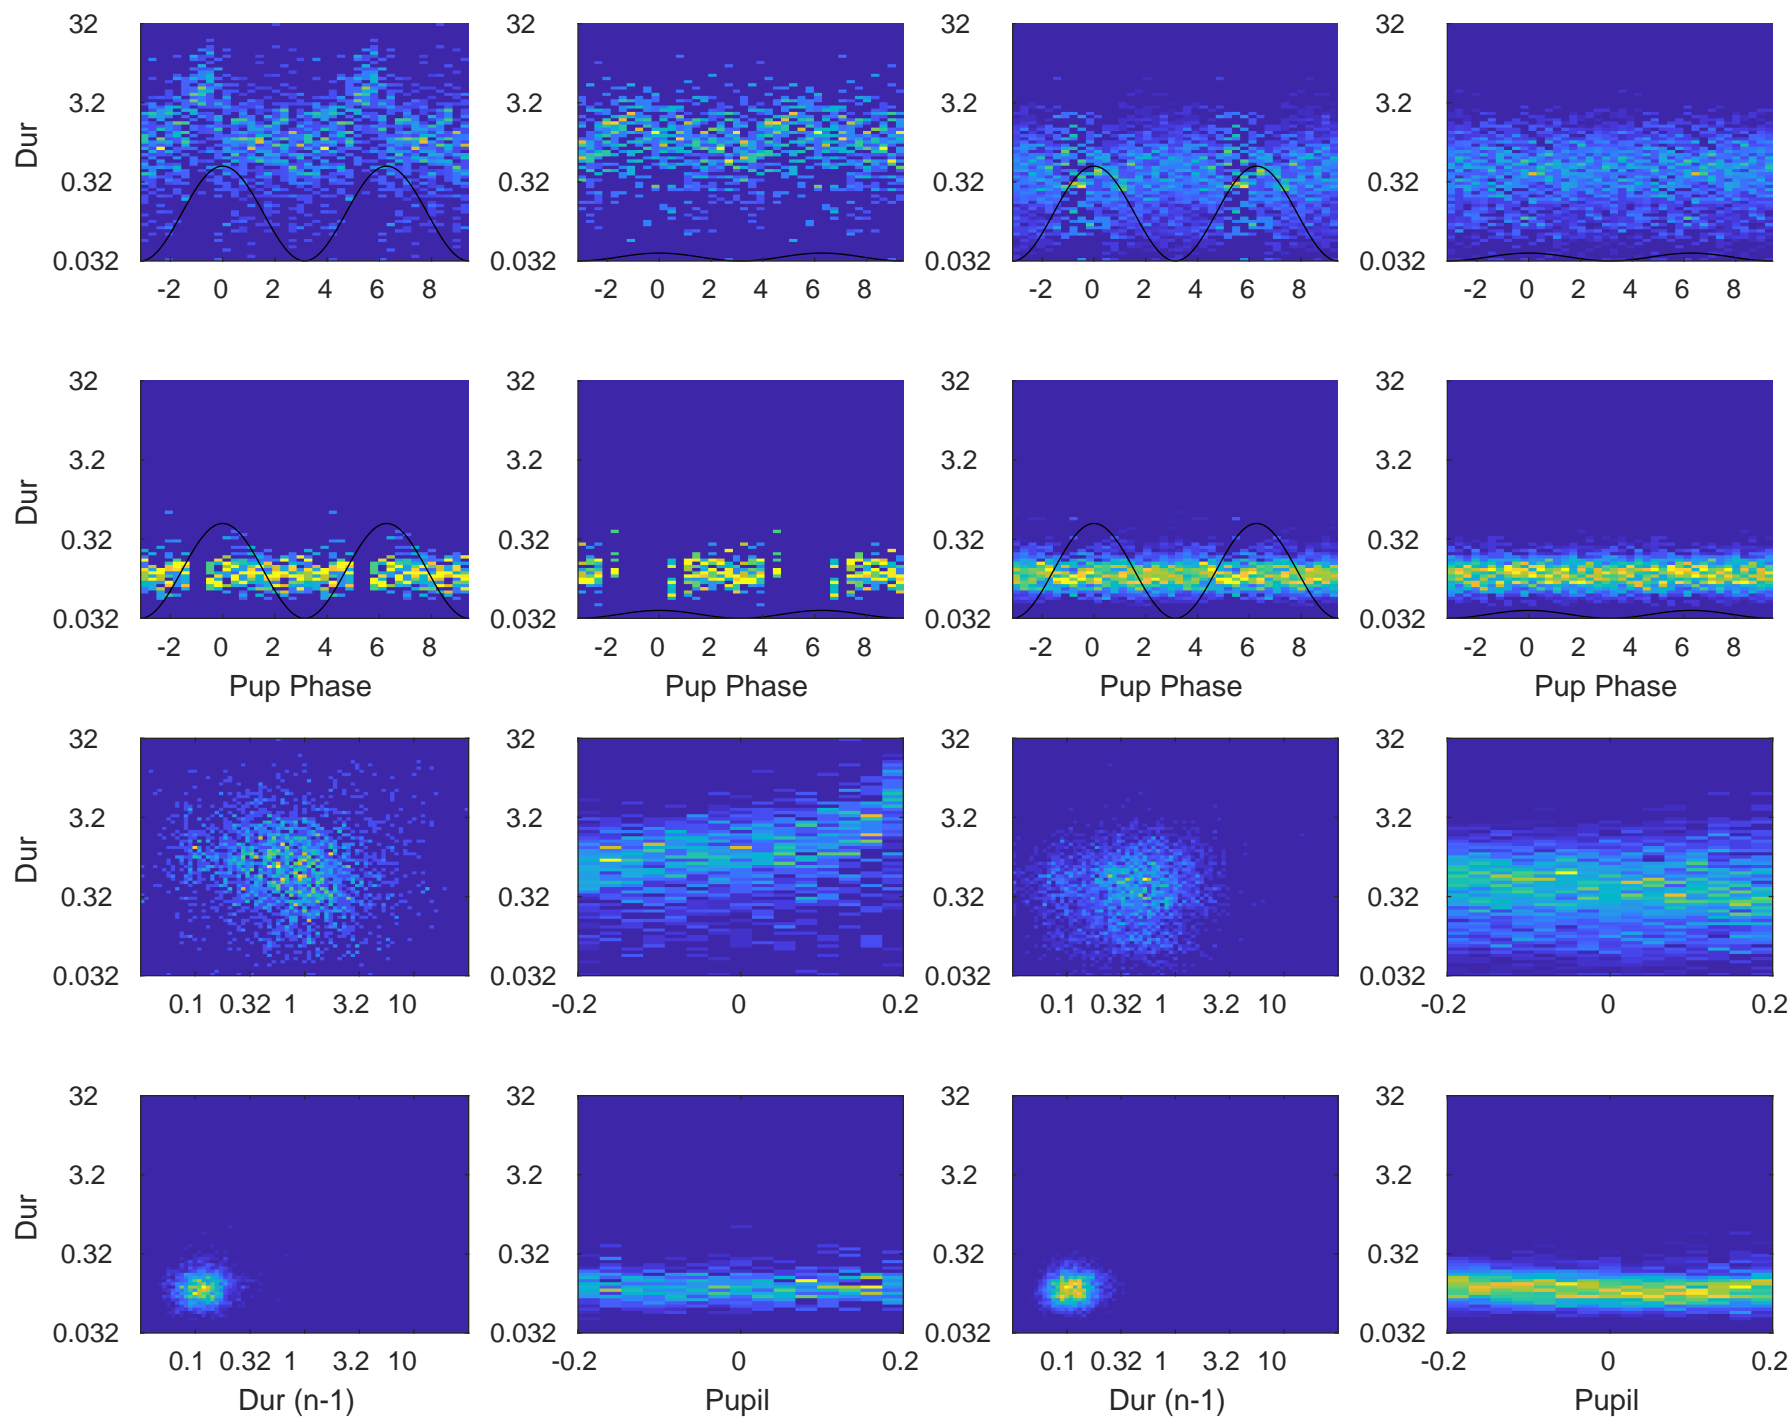 32 32 32 32
3.2 3.2 3.2 3.2
Dur
0.32 0.32 0.32 0.32
0.032 0.032 0.032 0.032
-2 0 2 4 6 8 -2 0 2 4 6 8 -2 0 2 4 6 8 -2 0 2 4 6 8
32 32 32 32
3.2 3.2 3.2 3.2
Dur
0.32 0.32 0.32 0.32
0.032 0.032 0.032 0.032
-2 0 2 4 6 8 -2 0 2 4 6 8 -2 0 2 4 6 8 -2 0 2 4 6 8
Pup Phase Pup Phase Pup Phase Pup Phase
32 32 32 32
3.2 3.2 3.2 3.2
Dur
0.32 0.32 0.32 0.32
0.032 0.032 0.032 0.032
0.1 0.32 1 3.2 10 -0.2 0 0.2 0.1 0.32 1 3.2 10 -0.2 0 0.2
32 32 32 32
3.2 3.2 3.2 3.2
Dur
0.32 0.32 0.32 0.32
0.032 0.032 0.032 0.032
0.1 0.32 1 3.2 10 -0.2 0 0.2 0.1 0.32 1 3.2 10 -0.2 0 0.2
Dur (n-1) Pupil Dur (n-1) Pupil